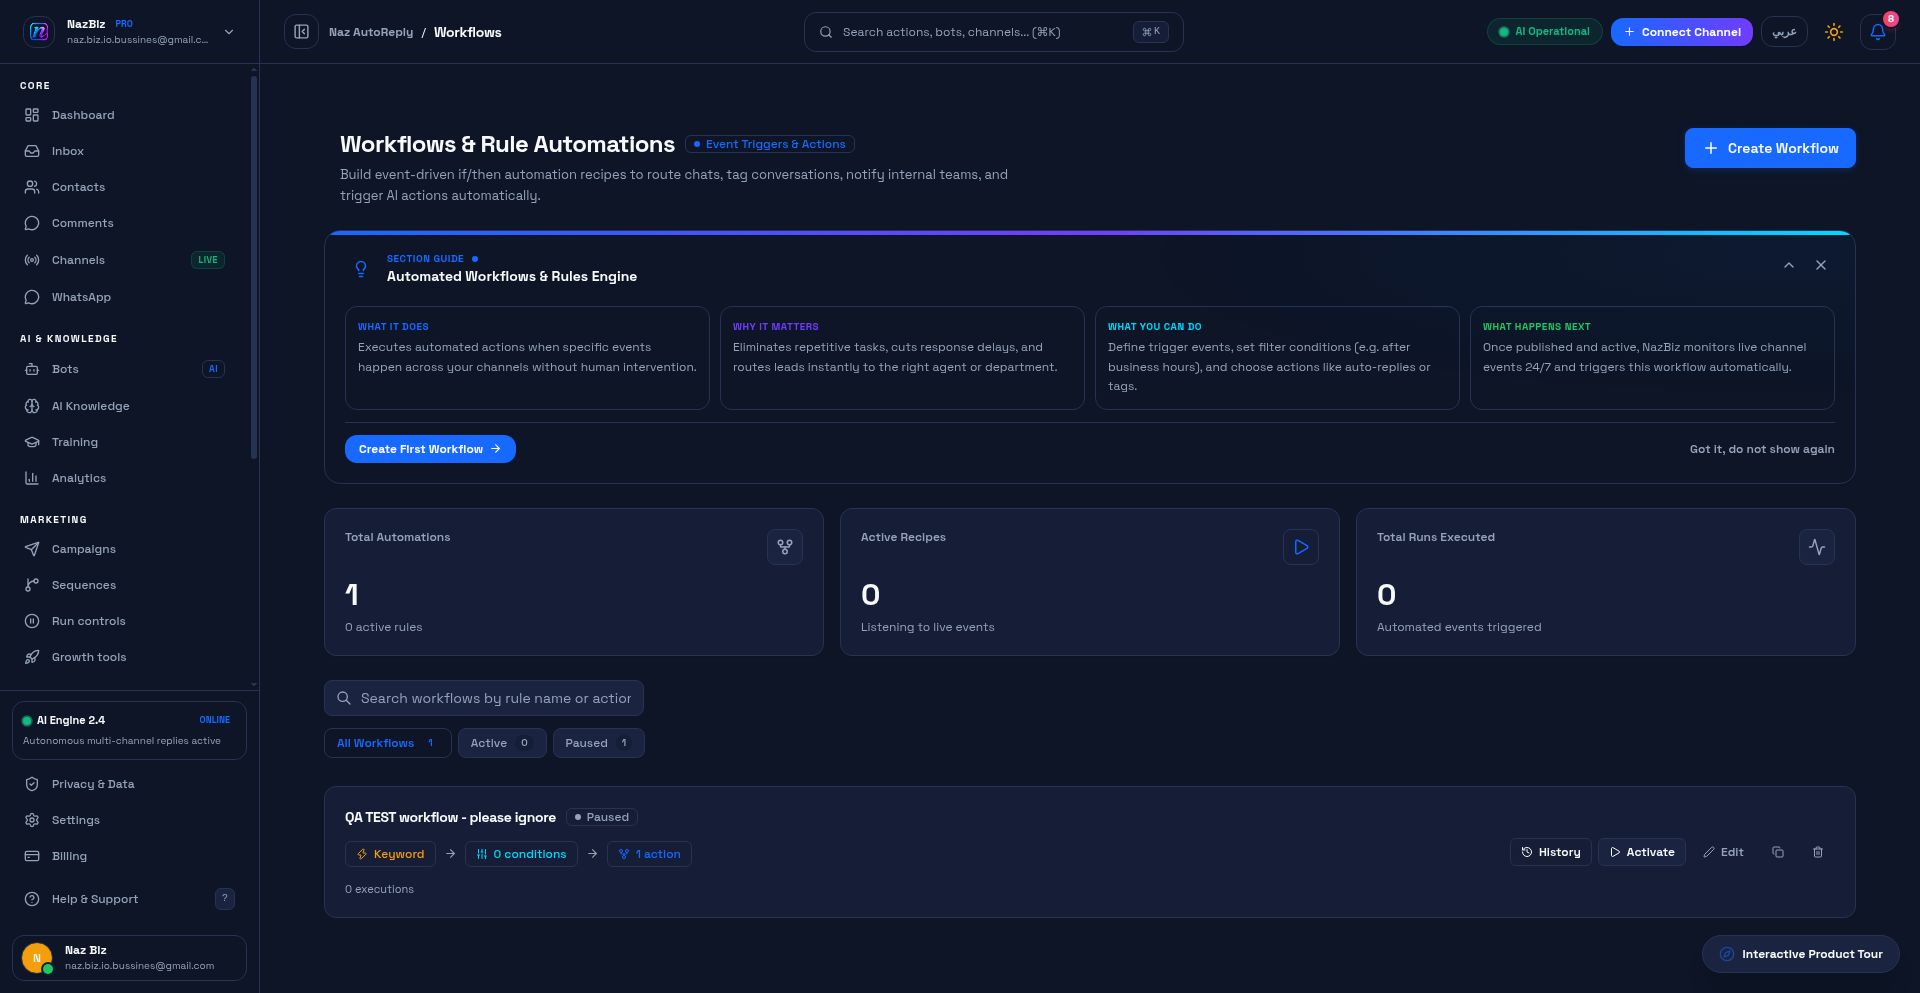 NazBiz PRO
naz.biz.io.bussines@gmail.c...
Naz AutoReply / Workflows
Search actions, bots, channels... (⌘K)
⌘K
AI Operational
+ Connect Channel
عربي
8
CORE
Dashboard
Inbox
Contacts
Comments
Channels LIVE
WhatsApp
AI & KNOWLEDGE
Bots AI
AI Knowledge
Training
Analytics
MARKETING
Campaigns
Sequences
Run controls
Growth tools
AI Engine 2.4 ONLINE
Autonomous multi-channel replies active
Privacy & Data
Settings
Billing
Help & Support ?
N
Naz Biz
naz.biz.io.bussines@gmail.com
Workflows & Rule Automations
Event Triggers & Actions
Build event-driven if/then automation recipes to route chats, tag conversations, notify internal teams, and
trigger AI actions automatically.
+ Create Workflow
SECTION GUIDE
Automated Workflows & Rules Engine
WHAT IT DOES
Executes automated actions when specific events
happen across your channels without human intervention.
WHY IT MATTERS
Eliminates repetitive tasks, cuts response delays, and
routes leads instantly to the right agent or department.
WHAT YOU CAN DO
Define trigger events, set filter conditions (e.g. after
business hours), and choose actions like auto-replies or
tags.
WHAT HAPPENS NEXT
Once published and active, NazBiz monitors live channel
events 24/7 and triggers this workflow automatically.
Create First Workflow →
Got it, do not show again
Total Automations
1
0 active rules
Active Recipes
0
Listening to live events
Total Runs Executed
0
Automated events triggered
Search workflows by rule name or action
All Workflows 1
Active 0
Paused 1
QA TEST workflow - please ignore
Paused
Keyword → 0 conditions → 1 action
0 executions
History
Activate
Edit
Interactive Product Tour